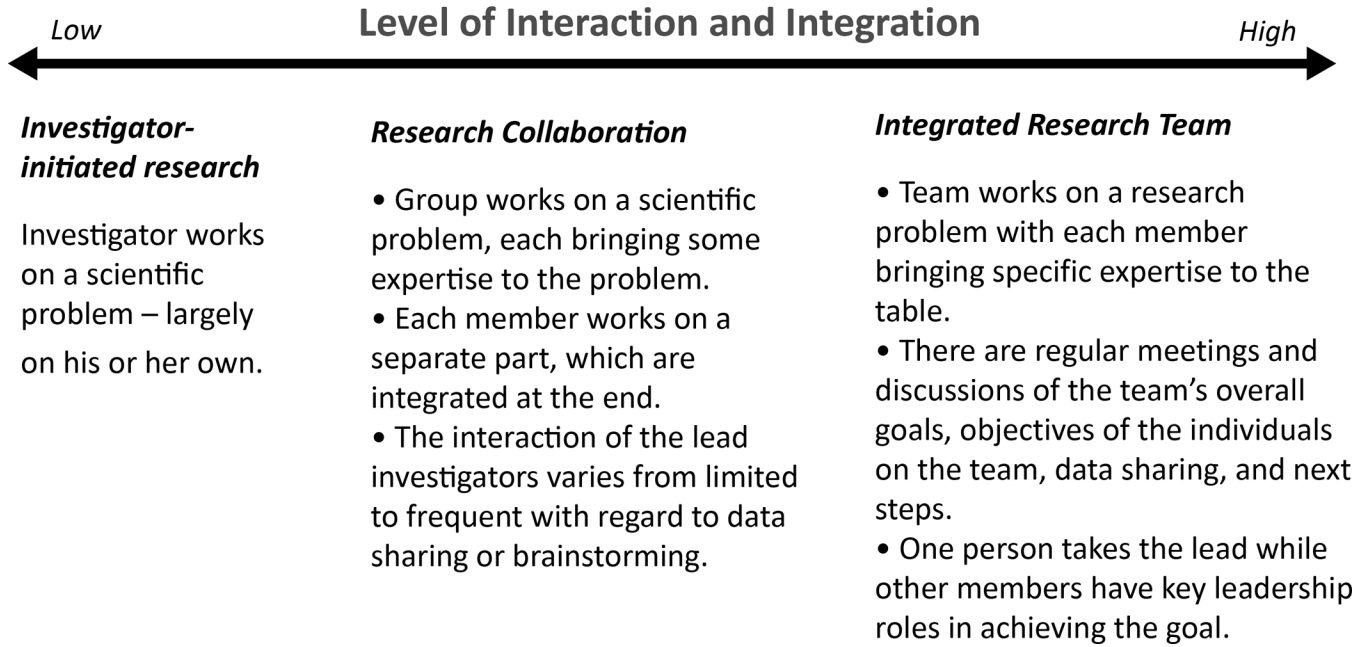 Low
Level of Interaction and Integration
High
Investigator-
initiated research
Investigator works
on a scientific
problem – largely
on his or her own.
Research Collaboration
• Group works on a scientific
problem, each bringing some
expertise to the problem.
• Each member works on a
separate part, which are
integrated at the end.
• The interaction of the lead
investigators varies from limited
to frequent with regard to data
sharing or brainstorming.
Integrated Research Team
• Team works on a research
problem with each member
bringing specific expertise to the
table.
• There are regular meetings and
discussions of the team’s overall
goals, objectives of the individuals
on the team, data sharing, and next
steps.
• One person takes the lead while
other members have key leadership
roles in achieving the goal.